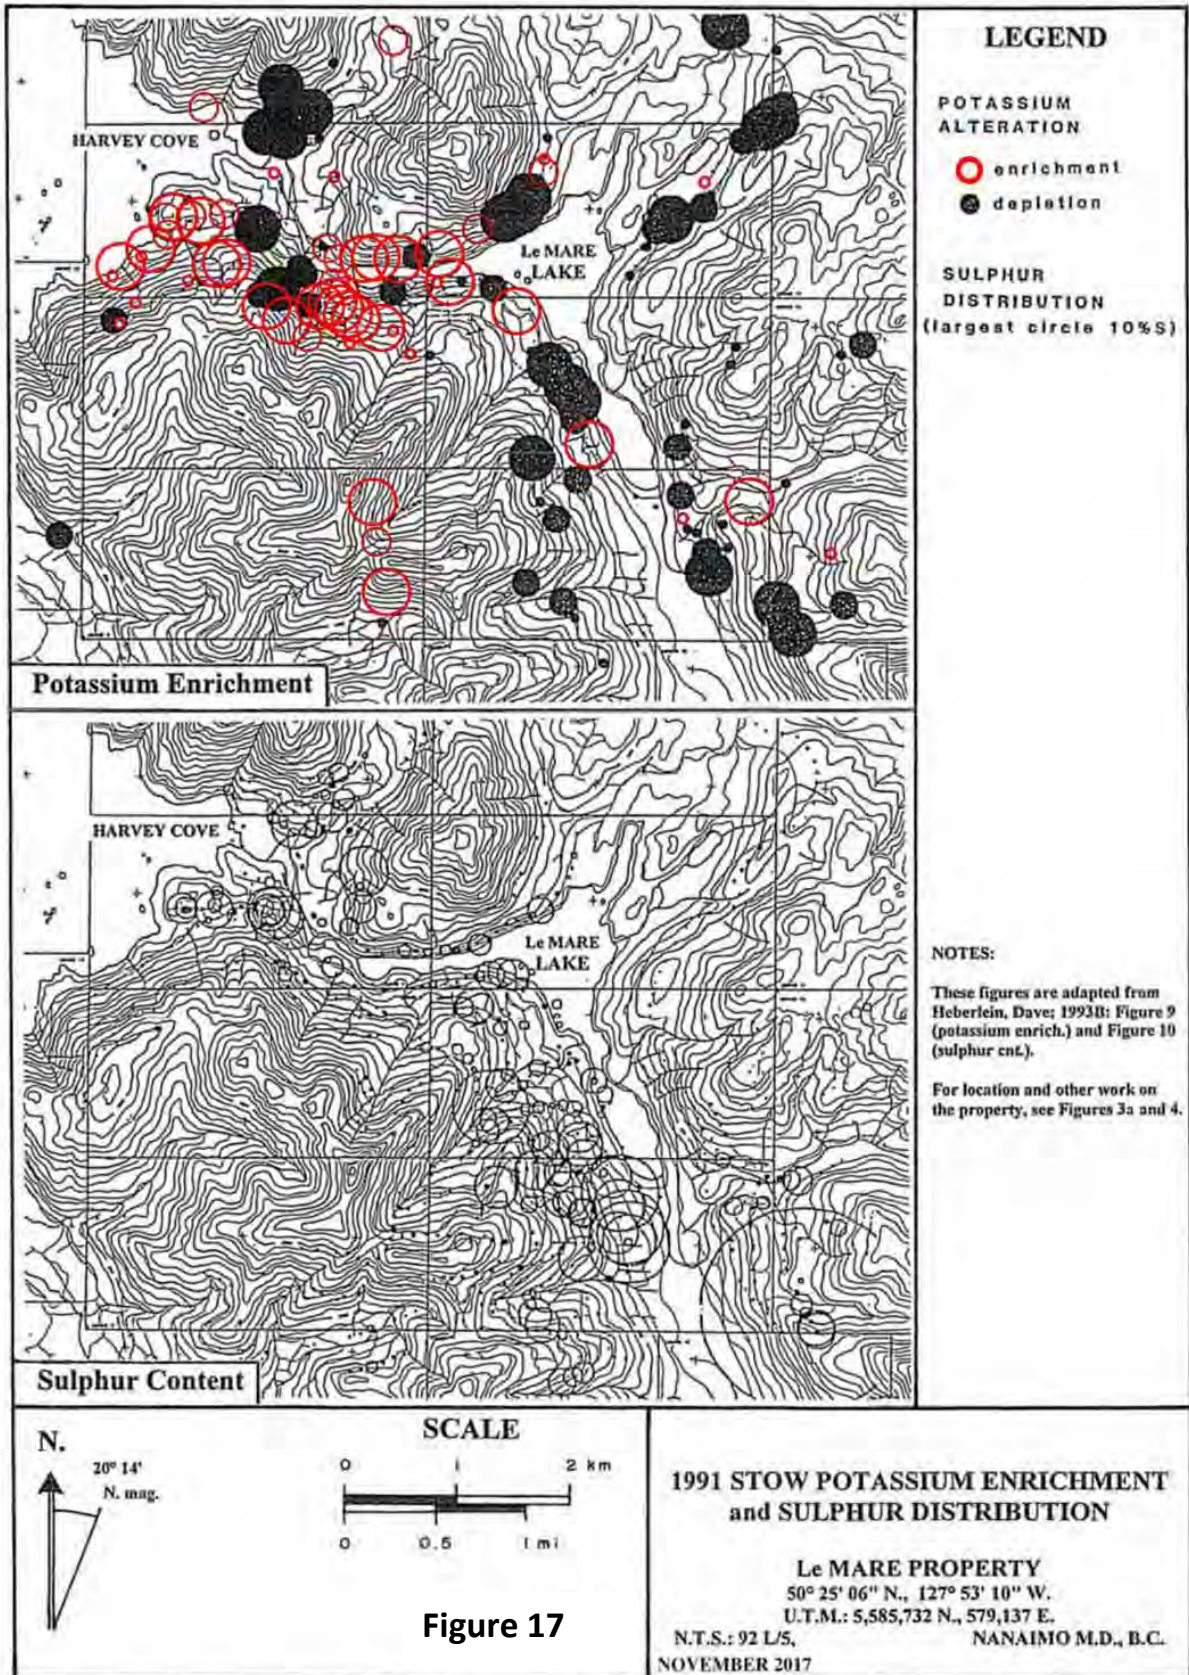 HARVEY COVE
Le MARE
LAKE
Potassium Enrichment
LEGEND
POTASSIUM
ALTERATION
enrichment
depletion
SULPHUR
DISTRIBUTION
(largest circle 10%S)
HARVEY COVE
Le MARE
LAKE
Sulphur Content
NOTES:
These figures are adapted from
Heberlein, Dave; 1993B: Figure 9
(potassium enrich.) and Figure 10
(sulphur cnt.).
For location and other work on
the property, see Figures 3a and 4.
N.
20° 14'
N. mag.
SCALE
0 1 2 km
0 0.5 1 mi
Figure 17
1991 STOW POTASSIUM ENRICHMENT
and SULPHUR DISTRIBUTION
Le MARE PROPERTY
50° 25' 06" N., 127° 53' 10" W.
U.T.M.: 5,585,732 N., 579,137 E.
N.T.S.: 92 L/5, NANAIMO M.D., B.C.
NOVEMBER 2017